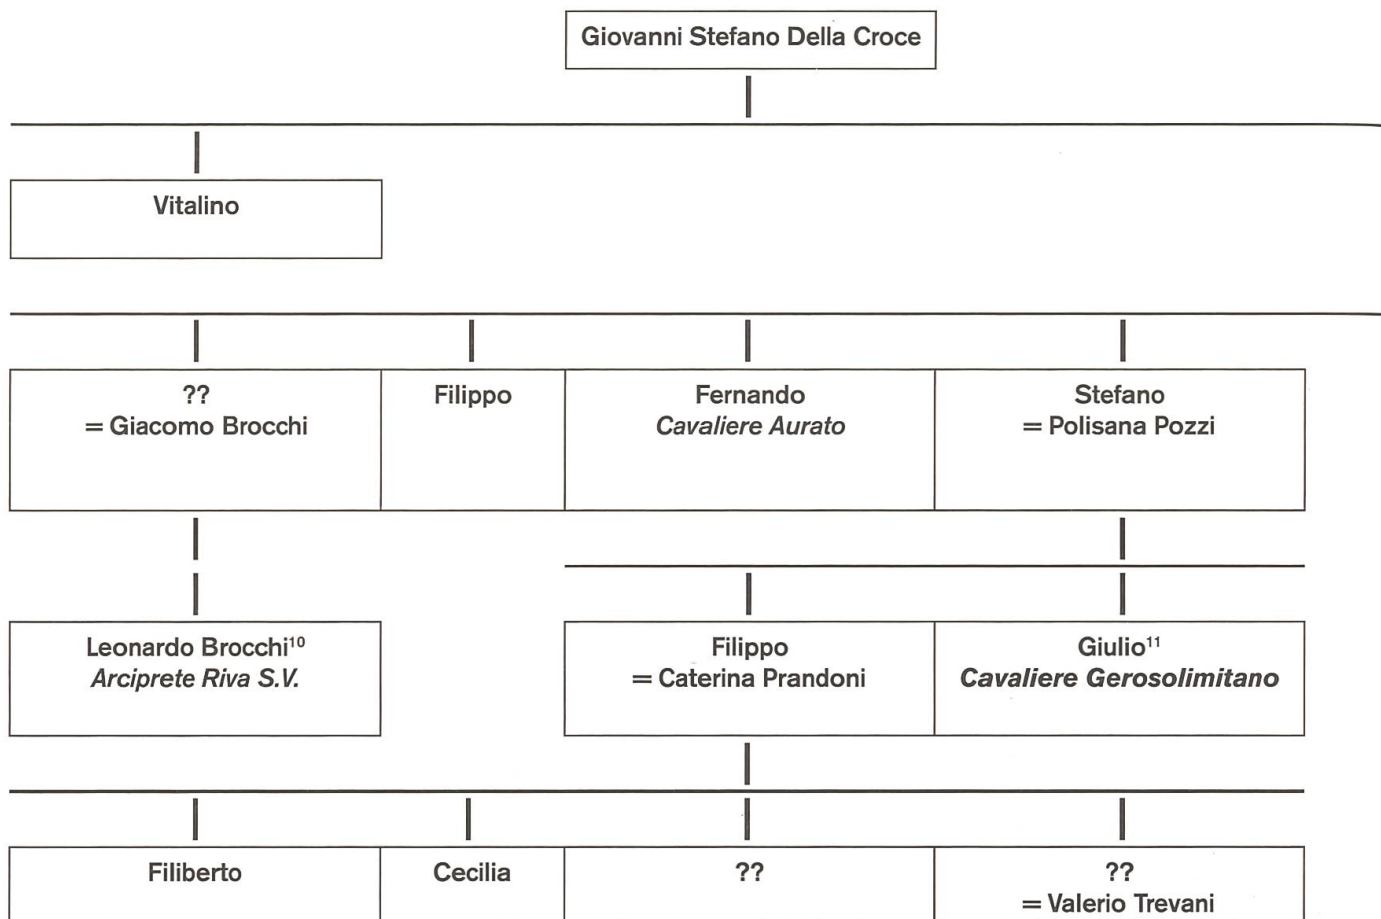 Giovanni Stefano Della Croce
Vitalino
??
= Giacomo Brocchi
Filippo
Fernando
Cavaliere Aurato
Stefano
= Polisana Pozzi
Leonardo Brocchi¹⁰
Arciprete Riva S.V.
Filippo
= Caterina Prandoni
Giulio¹¹
Cavaliere Gerosolimitano
Filiberto
Cecilia
??
??
= Valerio Trevani